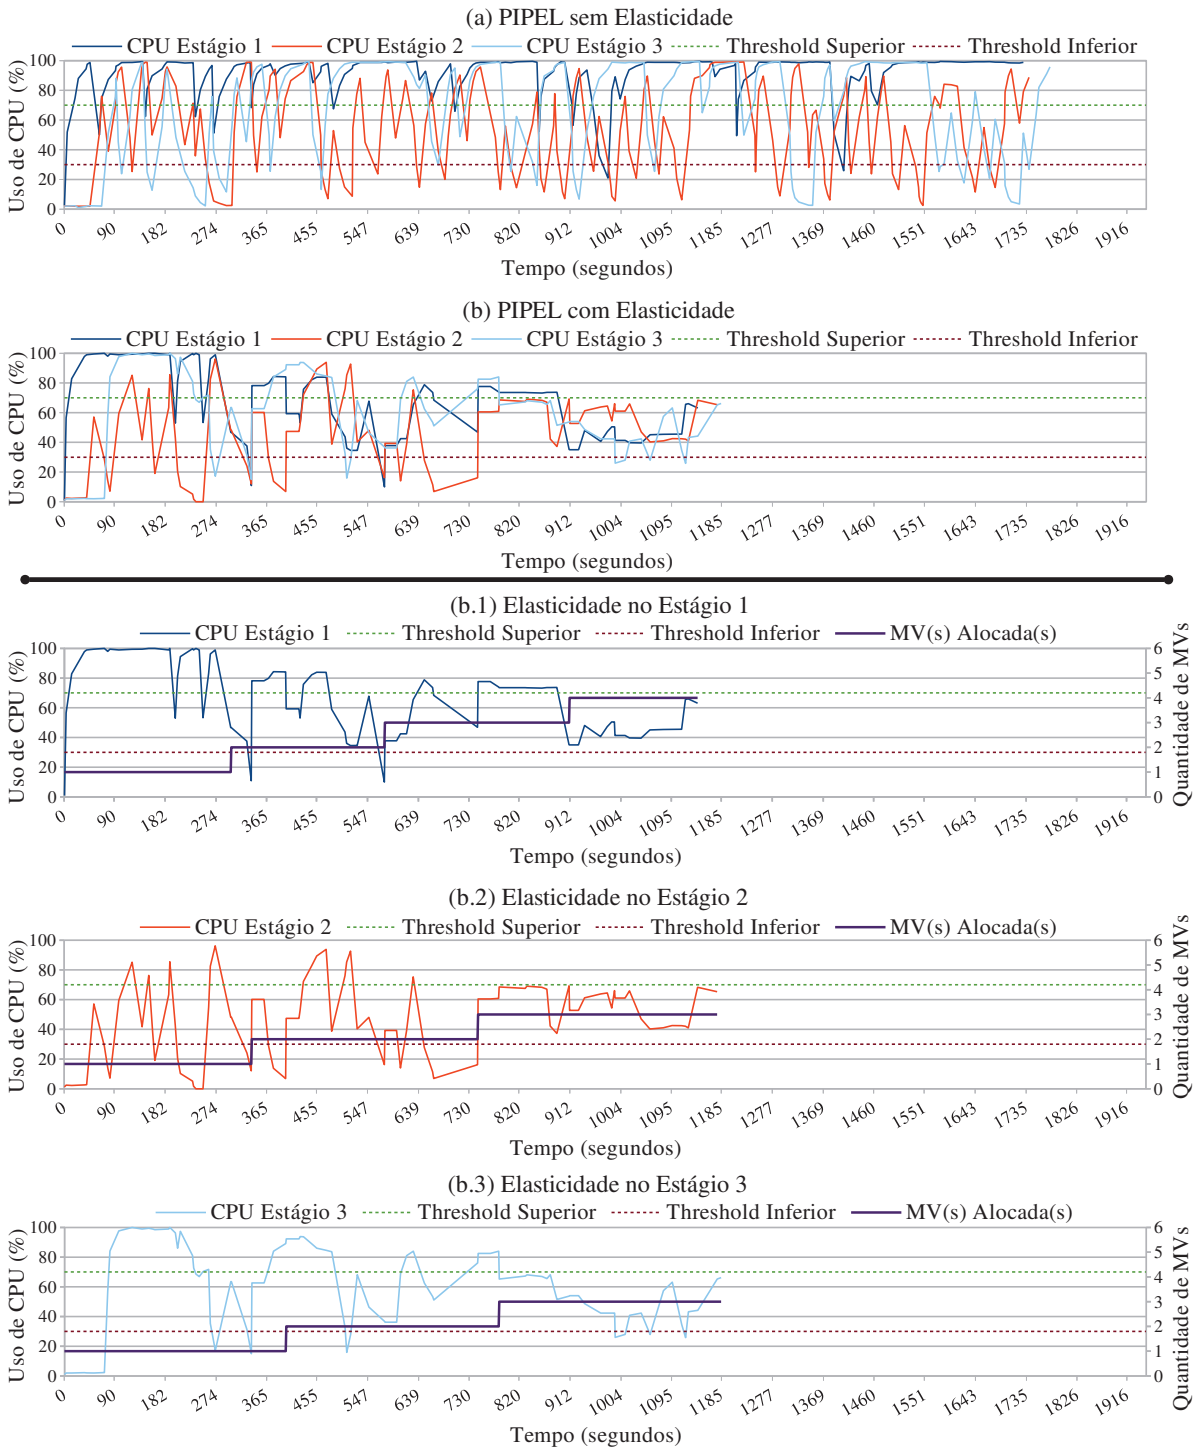 (a) PIPEL sem Elasticidade
CPU Estágio 1 CPU Estágio 2 CPU Estágio 3 Threshold Superior Threshold Inferior
Uso de CPU (%)
100
80
60
40
20
0
0 90 182 274 365 455 547 639 730 820 912 1004 1095 1185 1277 1369 1460 1551 1643 1735 1826 1916
Tempo (segundos)
(b) PIPEL com Elasticidade
CPU Estágio 1 CPU Estágio 2 CPU Estágio 3 Threshold Superior Threshold Inferior
Uso de CPU (%)
100
80
60
40
20
0
0 90 182 274 365 455 547 639 730 820 912 1004 1095 1185 1277 1369 1460 1551 1643 1735 1826 1916
Tempo (segundos)
(b.1) Elasticidade no Estágio 1
CPU Estágio 1 Threshold Superior Threshold Inferior MV(s) Alocada(s)
Uso de CPU (%)
100
80
60
40
20
0
6
5
4
3
2
1
0
Quantidade de MVs
0 90 182 274 365 455 547 639 730 820 912 1004 1095 1185 1277 1369 1460 1551 1643 1735 1826 1916
Tempo (segundos)
(b.2) Elasticidade no Estágio 2
CPU Estágio 2 Threshold Superior Threshold Inferior MV(s) Alocada(s)
Uso de CPU (%)
100
80
60
40
20
0
6
5
4
3
2
1
0
Quantidade de MVs
0 90 182 274 365 455 547 639 730 820 912 1004 1095 1185 1277 1369 1460 1551 1643 1735 1826 1916
Tempo (segundos)
(b.3) Elasticidade no Estágio 3
CPU Estágio 3 Threshold Superior Threshold Inferior MV(s) Alocada(s)
Uso de CPU (%)
100
80
60
40
20
0
6
5
4
3
2
1
0
Quantidade de MVs
0 90 182 274 365 455 547 639 730 820 912 1004 1095 1185 1277 1369 1460 1551 1643 1735 1826 1916
Tempo (segundos)